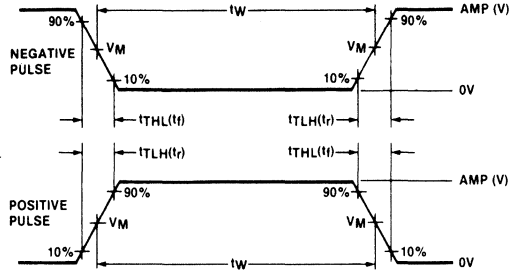 90% tW 90% AMP (V)
NEGATIVE
PULSE
VM VM
10% 10%
0V
tTHL(tf) tTLH(tr)
tTLH(tr) tTHL(tf)
AMP (V)
POSITIVE
PULSE
90% 90%
VM VM
10% tW 10%
0V